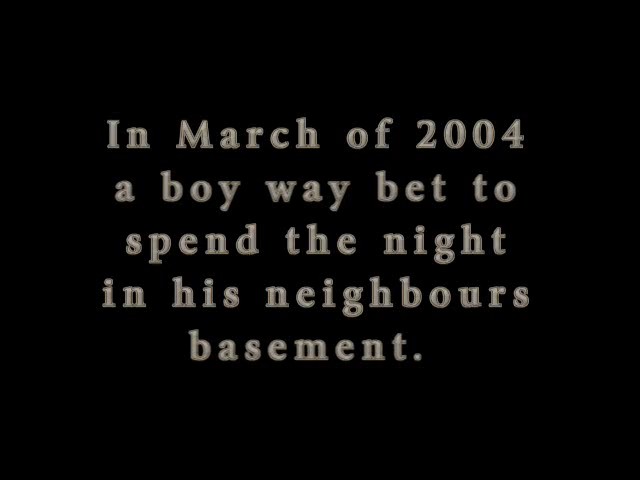 In March of 2004
a boy way bet to
spend the night
in his neighbours
basement.